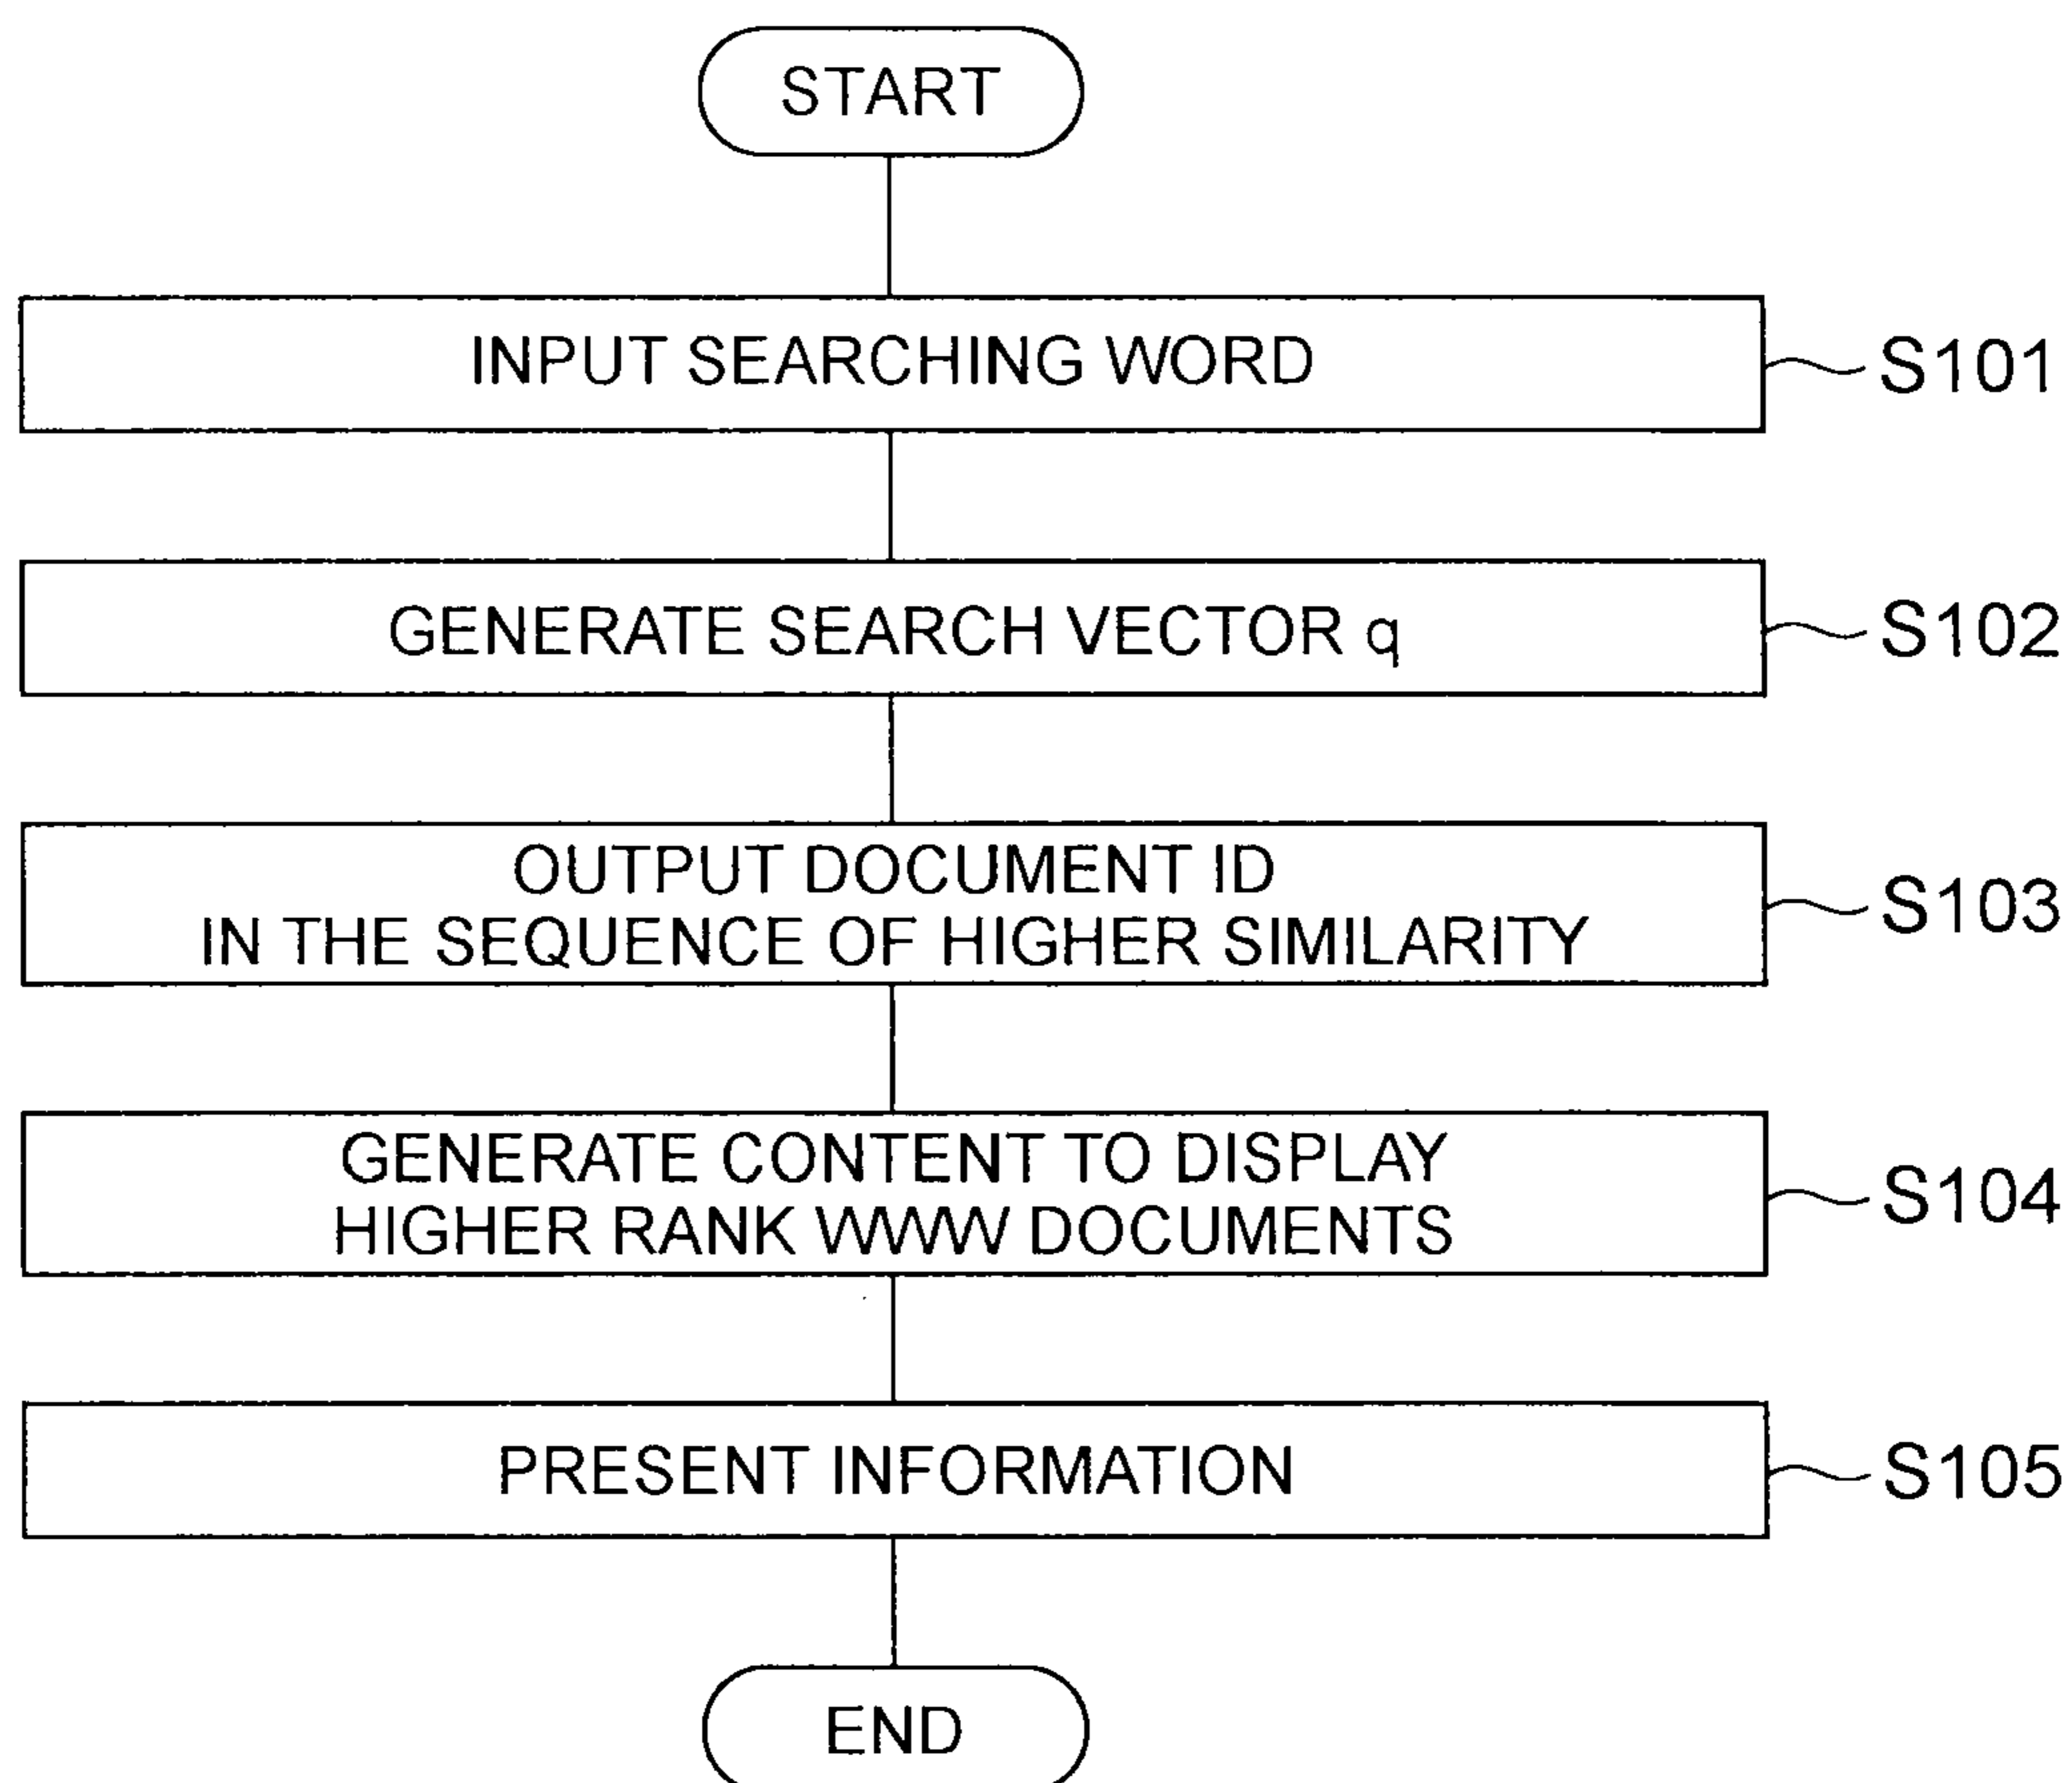 START
INPUT SEARCHING WORD
S101
GENERATE SEARCH VECTOR q
S102
OUTPUT DOCUMENT ID
IN THE SEQUENCE OF HIGHER SIMILARITY
S103
GENERATE CONTENT TO DISPLAY
HIGHER RANK WWW DOCUMENTS
S104
PRESENT INFORMATION
S105
END